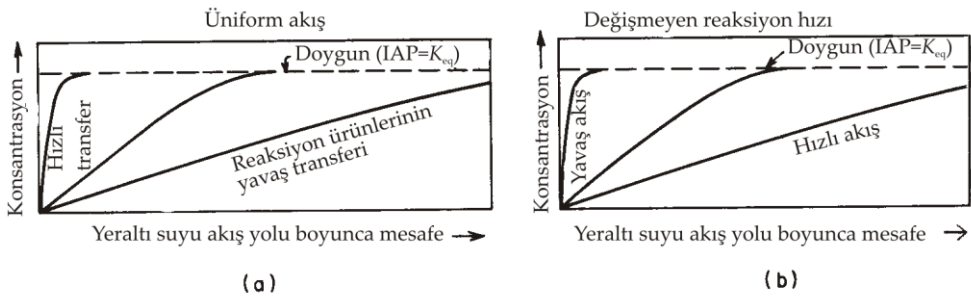 Üniform akış
Konsantrasyon
Doygun (IAP=Keq)
Hızlı
transfer
Reaksiyon ürünlerinin
yavaş transferi
Yeraltı suyu akış yolu boyunca mesafe
(a)
Değişmeyen reaksiyon hızı
Konsantrasyon
Doygun (IAP=Keq)
Yavaş akış
Hızlı akış
Yeraltı suyu akış yolu boyunca mesafe
(b)